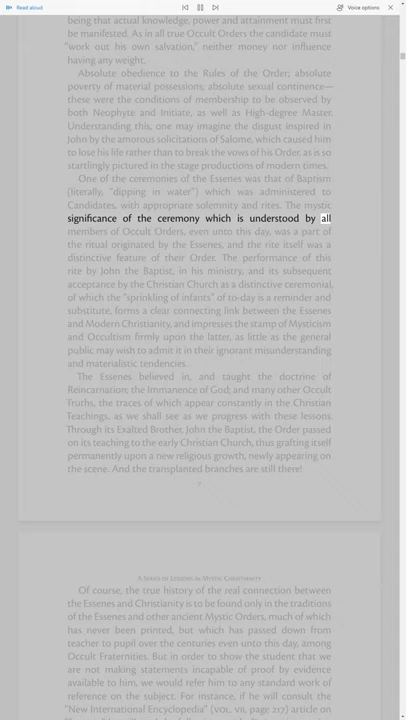 Read aloud
Voice options
being that actual knowledge, power and attainment must first
be manifested. As in all true Occult Orders the candidate must
"work out his own salvation," neither money nor influence
having any weight.
Absolute obedience to the Rules of the Order; absolute
poverty of material possessions, absolute sexual continence—
these were the conditions of membership to be observed by
both Neophyte and Initiate, as well as High-degree Master.
Understanding this, one may imagine the disgust inspired in
John by the amorous solicitations of Salome, which caused him
to lose his life rather than to break the vows of his Order, as is so
startlingly pictured in the stage productions of modern times.
One of the ceremonies of the Essenes was that of Baptism
(literally, "dipping in water") which was administered to
Candidates, with appropriate solemnity and rites. The mystic
significance of the ceremony which is understood by all
members of Occult Orders, even unto this day, was a part of
the ritual originated by the Essenes, and the rite itself was a
distinctive feature of their Order. The performance of this
rite by John the Baptist, in his ministry, and its subsequent
acceptance by the Christian Church as a distinctive ceremonial,
of which the "sprinkling of infants" of to-day is a reminder and
substitute, forms a clear connecting link between the Essenes
and Modern Christianity, and impresses the stamp of Mysticism
and Occultism firmly upon the latter, as little as the general
public may wish to admit it in their ignorant misunderstanding
and materialistic tendencies.
The Essenes believed in, and taught the doctrine of
Reincarnation; the Immanence of God; and many other Occult
Truths, the traces of which appear constantly in the Christian
Teachings, as we shall see as we progress with these lessons.
Through its Exalted Brother, John the Baptist, the Order passed
on its teaching to the early Christian Church, thus grafting itself
permanently upon a new religious growth, newly appearing on
the scene. And the transplanted branches are still there!
7
A Series of Lessons in Mystic Christianity
Of course, the true history of the real connection between
the Essenes and Christianity is to be found only in the traditions
of the Essenes and other ancient Mystic Orders, much of which
has never been printed, but which has passed down from
teacher to pupil over the centuries even unto this day, among
Occult Fraternities. But in order to show the student that we
are not making statements incapable of proof by evidence
available to him, we would refer him to any standard work of
reference on the subject. For instance, if he will consult the
"New International Encyclopedia" (vol. vii, page 217) article on